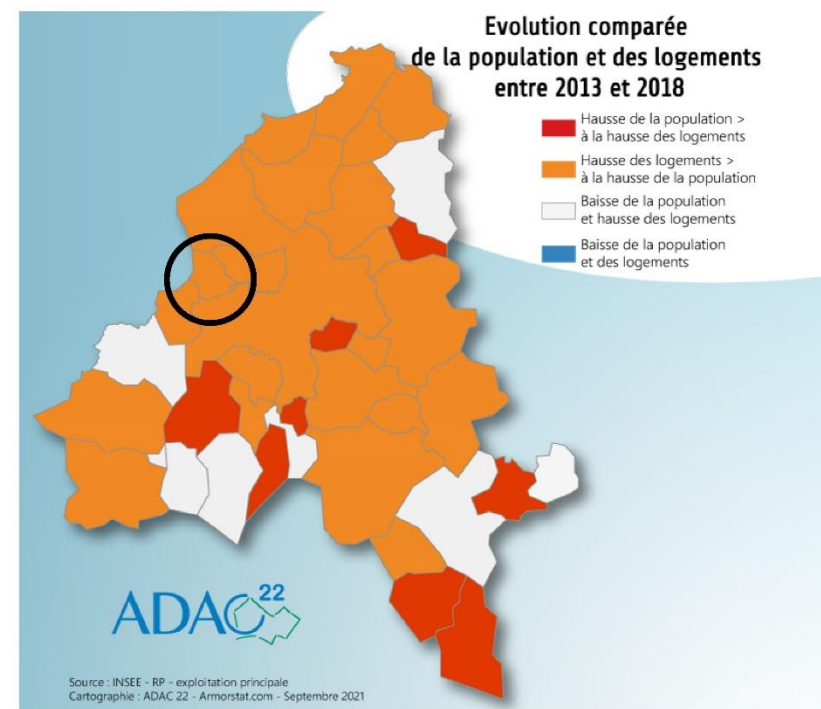 Evolution comparée
de la population et des logements
entre 2013 et 2018
Hausse de la population >
à la hausse des logements
Hausse des logements >
à la hausse de la population
Baisse de la population
et hausse des logements
Baisse de la population
et des logements
ADAC 22
Source : INSEE - RP - exploitation principale
Cartographie : ADAC 22 - Armorstat.com - Septembre 2021